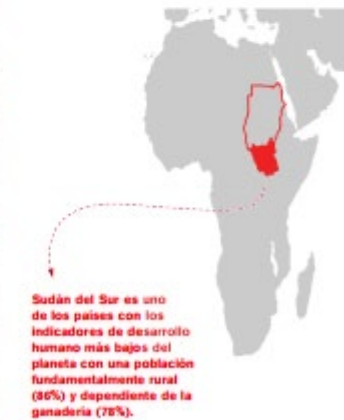 Sudán del Sur es uno
de los países con los
indicadores de desarrollo
humano más bajos del
planeta con una población
fundamentalmente rural
(86%) y dependiente de la
ganadería (78%).